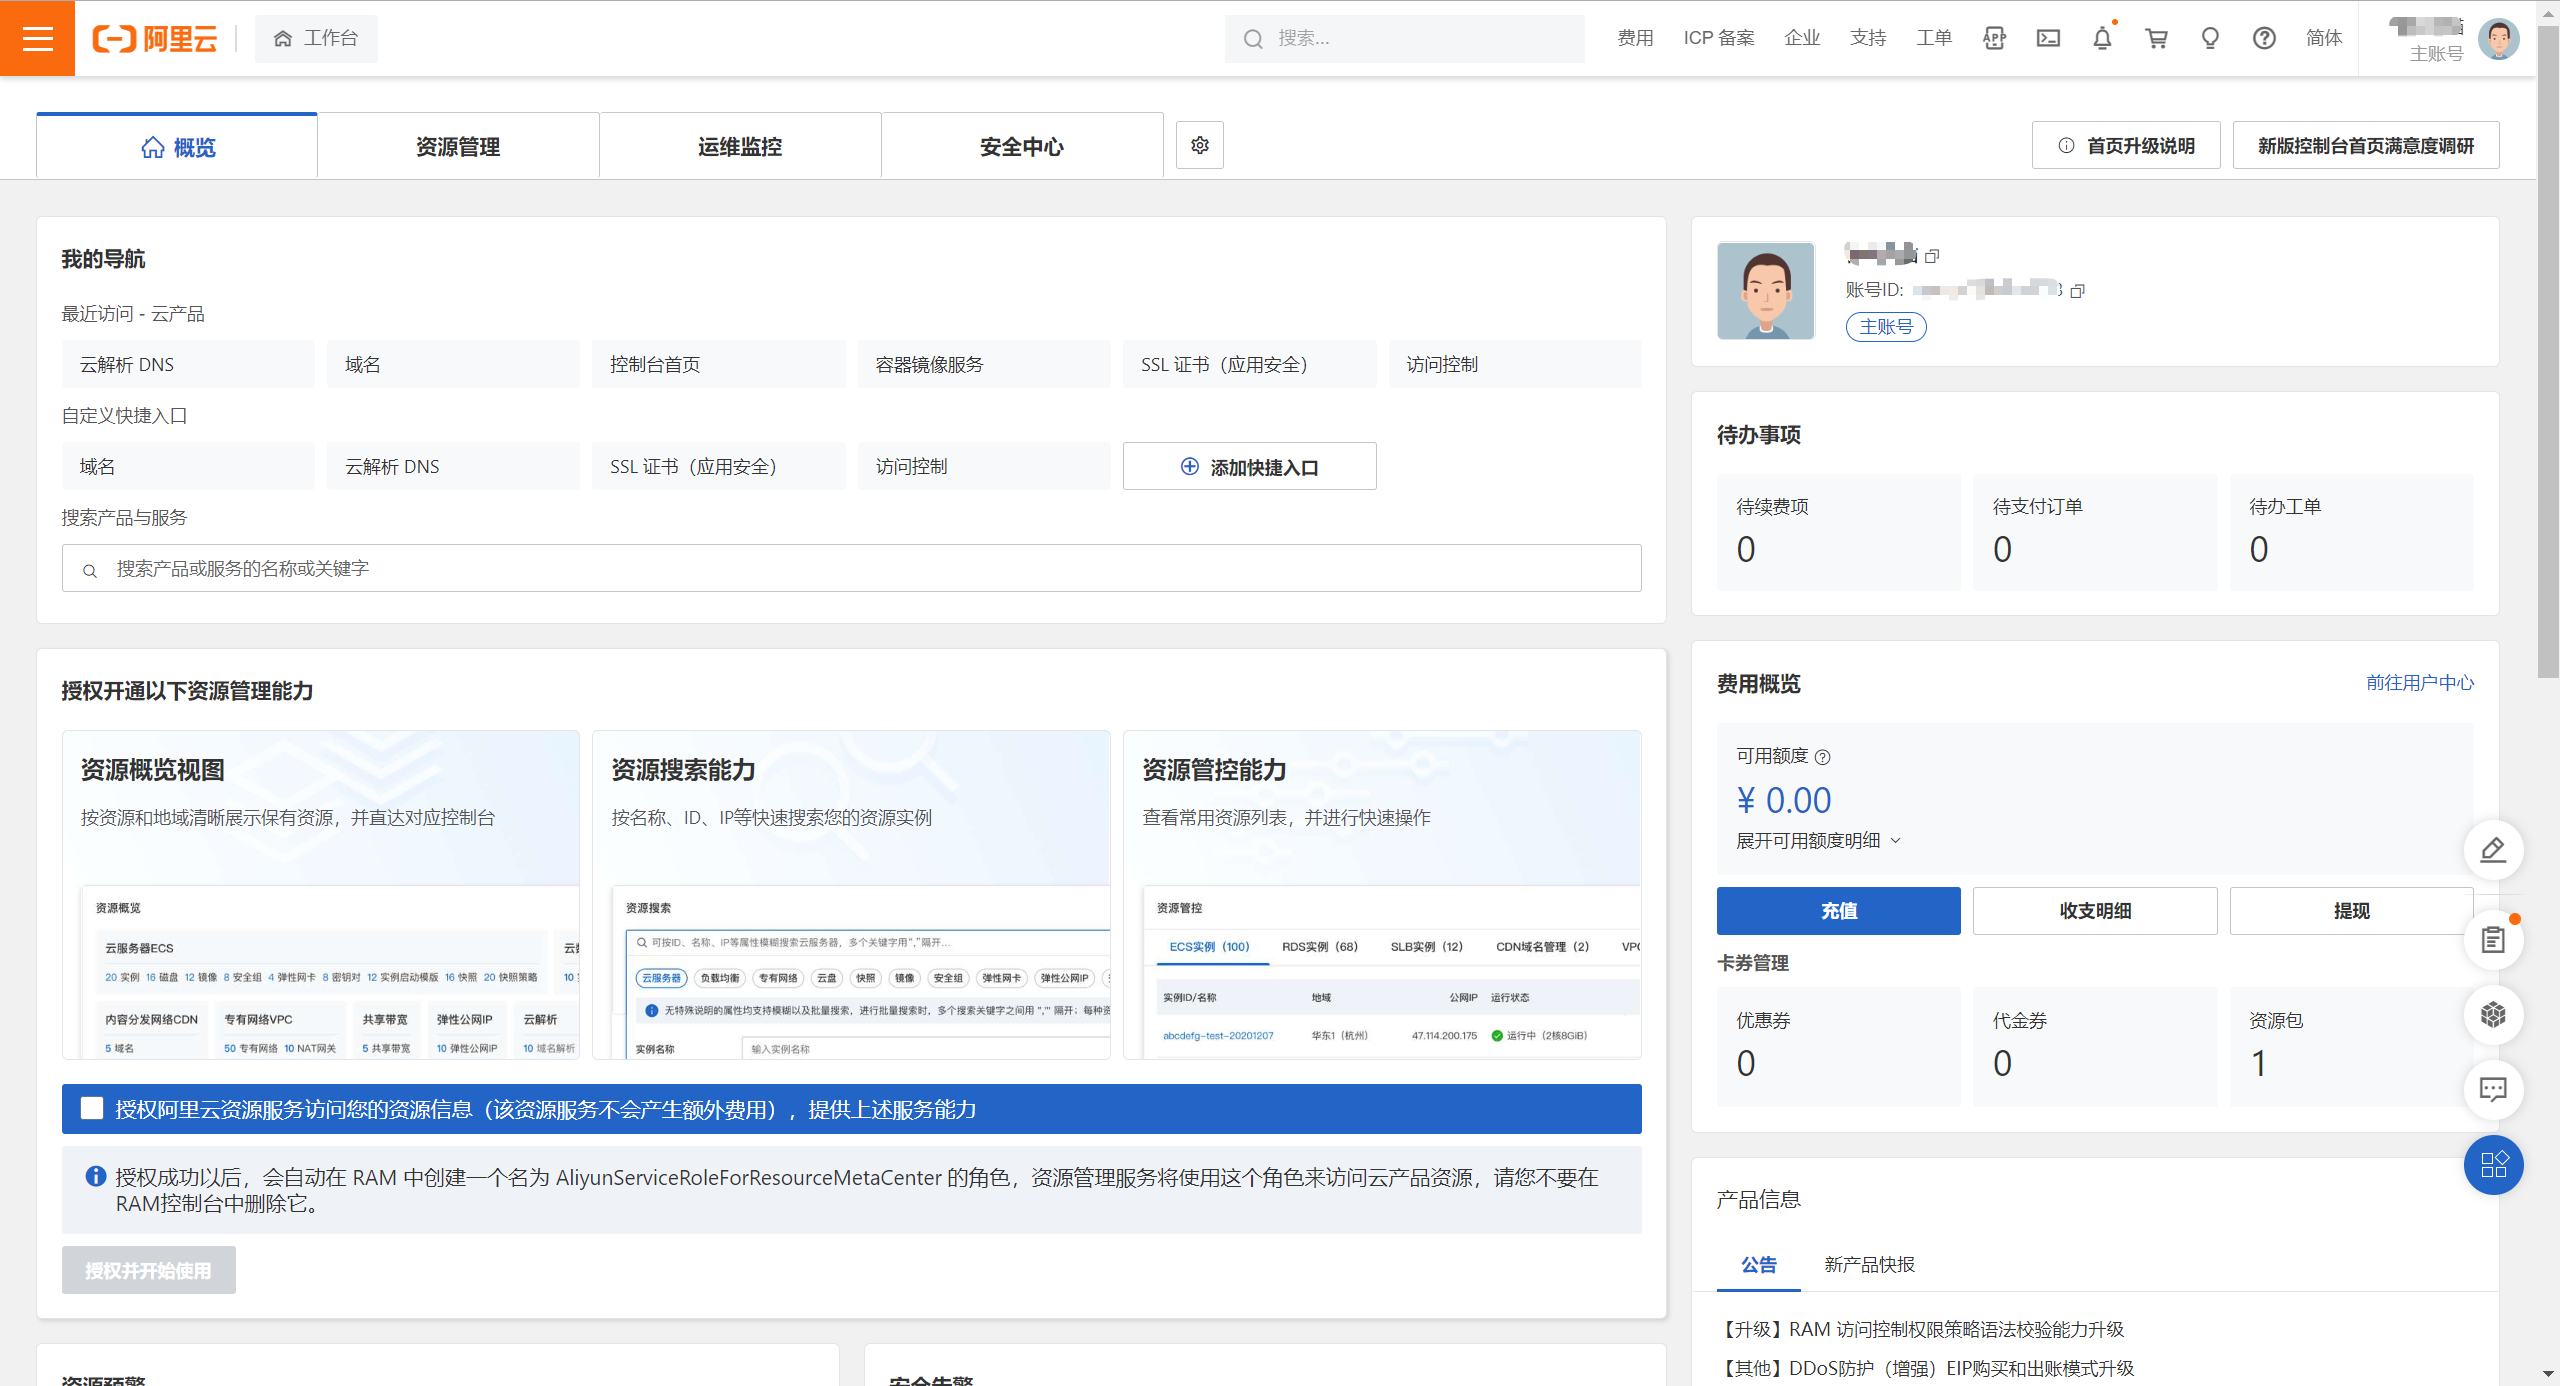 阿里云
工作台
搜索...
费用
ICP 备案
企业
支持
工单
APP
简体
主账号
概览
资源管理
运维监控
安全中心
首页升级说明
新版控制台首页满意度调研
我的导航
最近访问 - 云产品
云解析 DNS
域名
控制台首页
容器镜像服务
SSL 证书（应用安全）
访问控制
自定义快捷入口
域名
云解析 DNS
SSL 证书（应用安全）
访问控制
添加快捷入口
搜索产品与服务
搜索产品或服务的名称或关键字
授权开通以下资源管理能力
资源概览视图
按资源和地域清晰展示保有资源，并直达对应控制台
资源概览
云服务器ECS
20 实例 16 磁盘 12 镜像 8 安全组 4 弹性网卡 8 密钥对 12 实例启动模版 16 快照 20 快照策略
10
内容分发网络CDN
5 域名
专有网络VPC
50 专有网络 10 NAT网关
共享带宽
5 共享带宽
弹性公网IP
10 弹性公网IP
云解析
10 域名解析
资源搜索能力
按名称、ID、IP等快速搜索您的资源实例
资源搜索
可按ID、名称、IP等属性模糊搜索云服务器，多个关键字用","隔开...
云服务器
负载均衡
专有网络
云盘
快照
镜像
安全组
弹性网卡
弹性公网IP
无特殊说明的属性均支持模糊以及批量搜索，进行批量搜索时，多个搜索关键字之间用 "," 隔开；每种资
实例名称
输入实例名称
资源管控能力
查看常用资源列表，并进行快速操作
资源管控
ECS实例（100）
RDS实例（68）
SLB实例（12）
CDN域名管理（2）
VPC
实例ID/名称
地域
公网IP
运行状态
abcdefg-test-20201207
华东1（杭州）
47.114.200.175
运行中（2核8GiB）
授权阿里云资源服务访问您的资源信息（该资源服务不会产生额外费用），提供上述服务能力
授权成功以后，会自动在 RAM 中创建一个名为 AliyunServiceRoleForResourceMetaCenter 的角色，资源管理服务将使用这个角色来访问云产品资源，请您不要在
RAM控制台中删除它。
授权并开始使用
资源预警
安全告警
账号ID:
主账号
待办事项
待续费项
0
待支付订单
0
待办工单
0
费用概览
前往用户中心
可用额度
¥ 0.00
展开可用额度明细
充值
收支明细
提现
卡券管理
优惠券
0
代金券
0
资源包
1
产品信息
公告
新产品快报
【升级】RAM 访问控制权限策略语法校验能力升级
【其他】DDoS防护（增强）EIP购买和出账模式升级